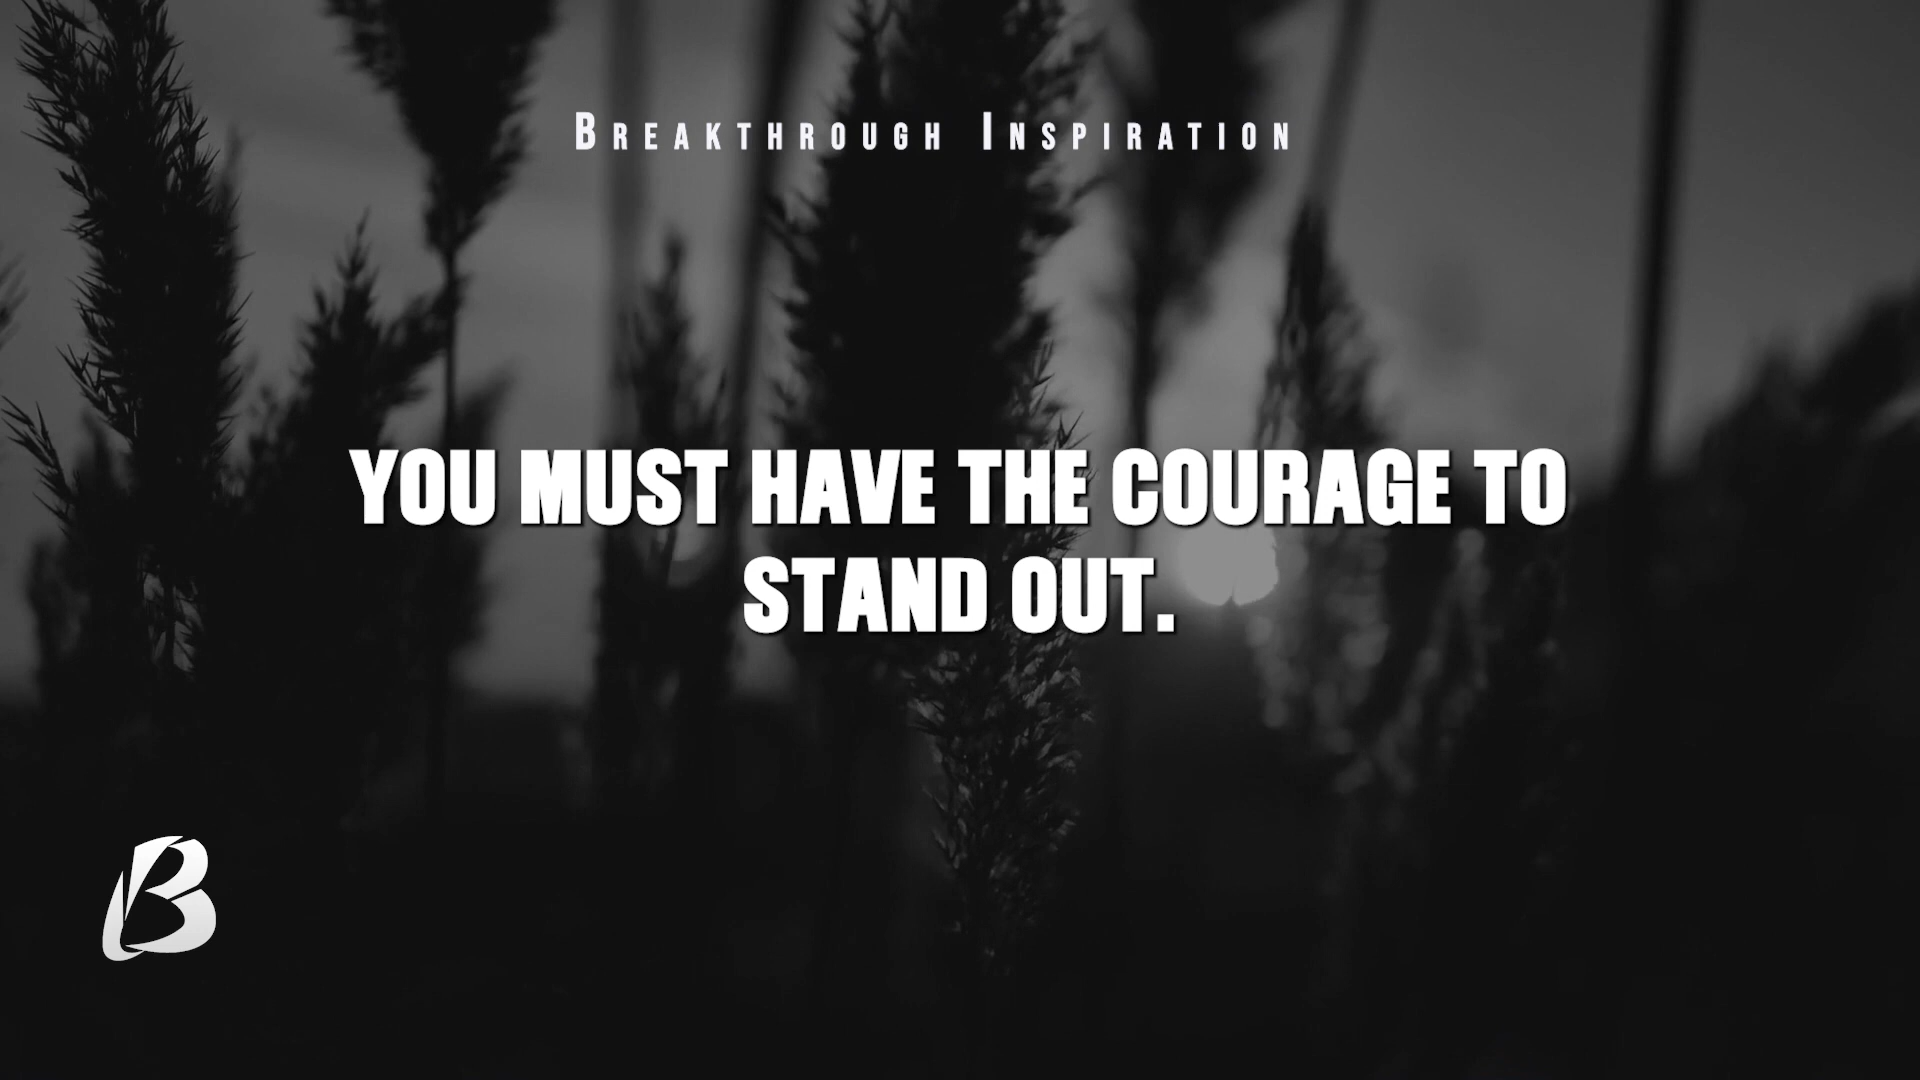 Breakthrough Inspiration
YOU MUST HAVE THE COURAGE TO
STAND OUT.
B